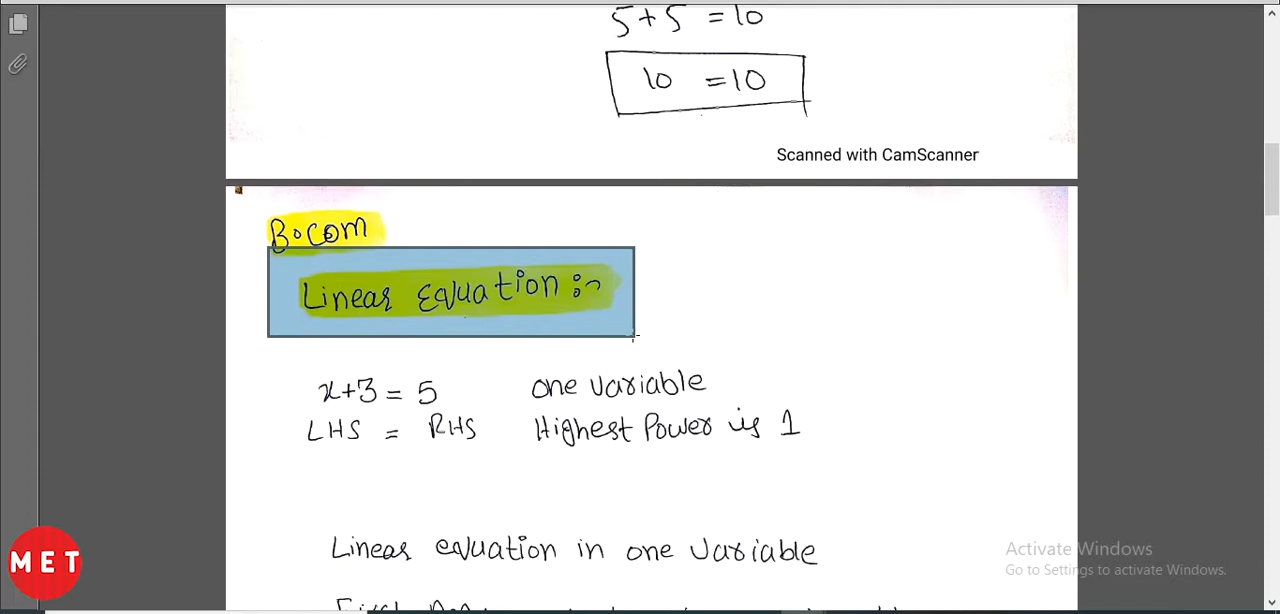 5+5 = 10
10 = 10
Scanned with CamScanner
B.com
Linear Equation :-
x+3 = 5 one variable
LHS = RHS Highest Power is 1
Linear equation in one variable
MET
Activate Windows
Go to Settings to activate Windows.